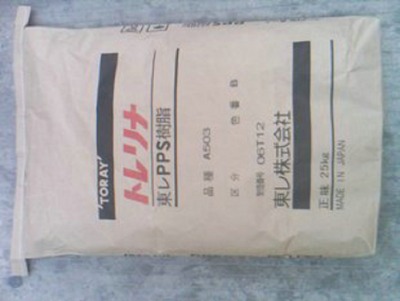 'TORAY'
トレリナ
東レPPS樹脂
品種 A503
区分 色番 B
製造番号 06T12
東レ株式会社
正味 25kg
MADE IN JAPAN